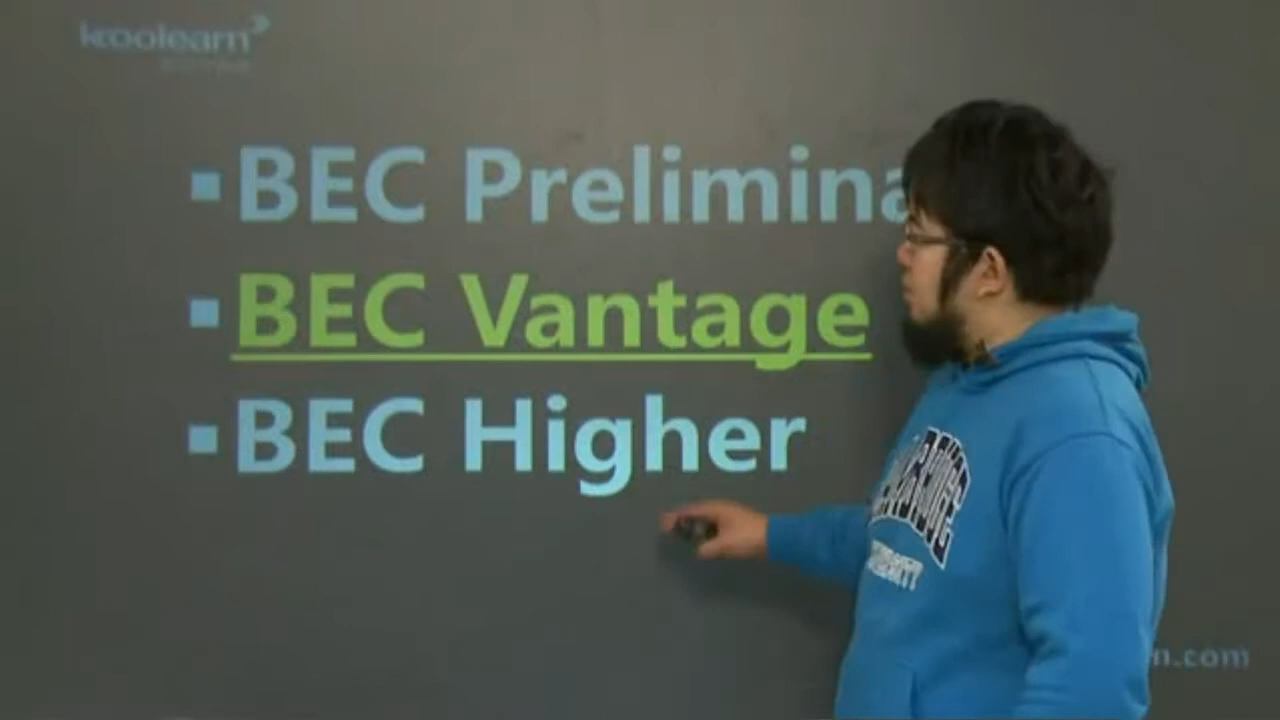 koolearn
BEC Prelimina
BEC Vantage
BEC Higher
n.com